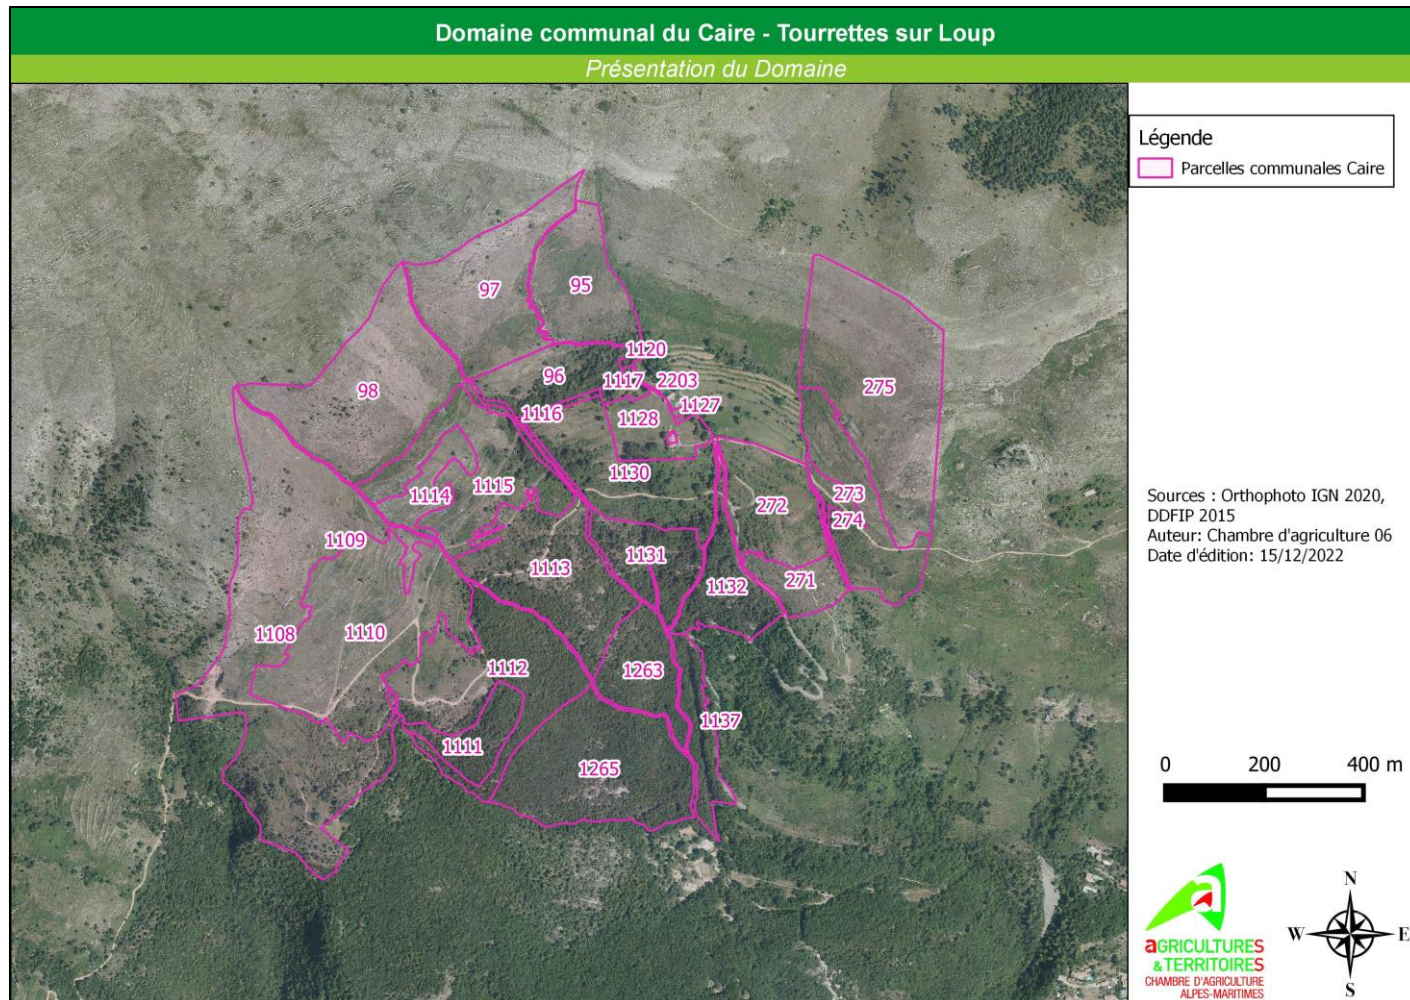 Domaine communal du Caire - Tourrettes sur Loup
Présentation du Domaine
Légende
Parcelles communales Caire
97
95
1120
96
1117
2203
275
98
1127
1116
1128
1130
1114
1115
272
273
274
1109
1113
1131
271
1132
1108
1110
1112
1263
1137
1111
1265
Sources : Orthophoto IGN 2020,
DDFIP 2015
Auteur: Chambre d'agriculture 06
Date d'édition: 15/12/2022
0 200 400 m
a
aGRICULTURES
& TERRITOIRES
CHAMBRE D'AGRICULTURE
ALPES-MARITIMES
N
W E
S